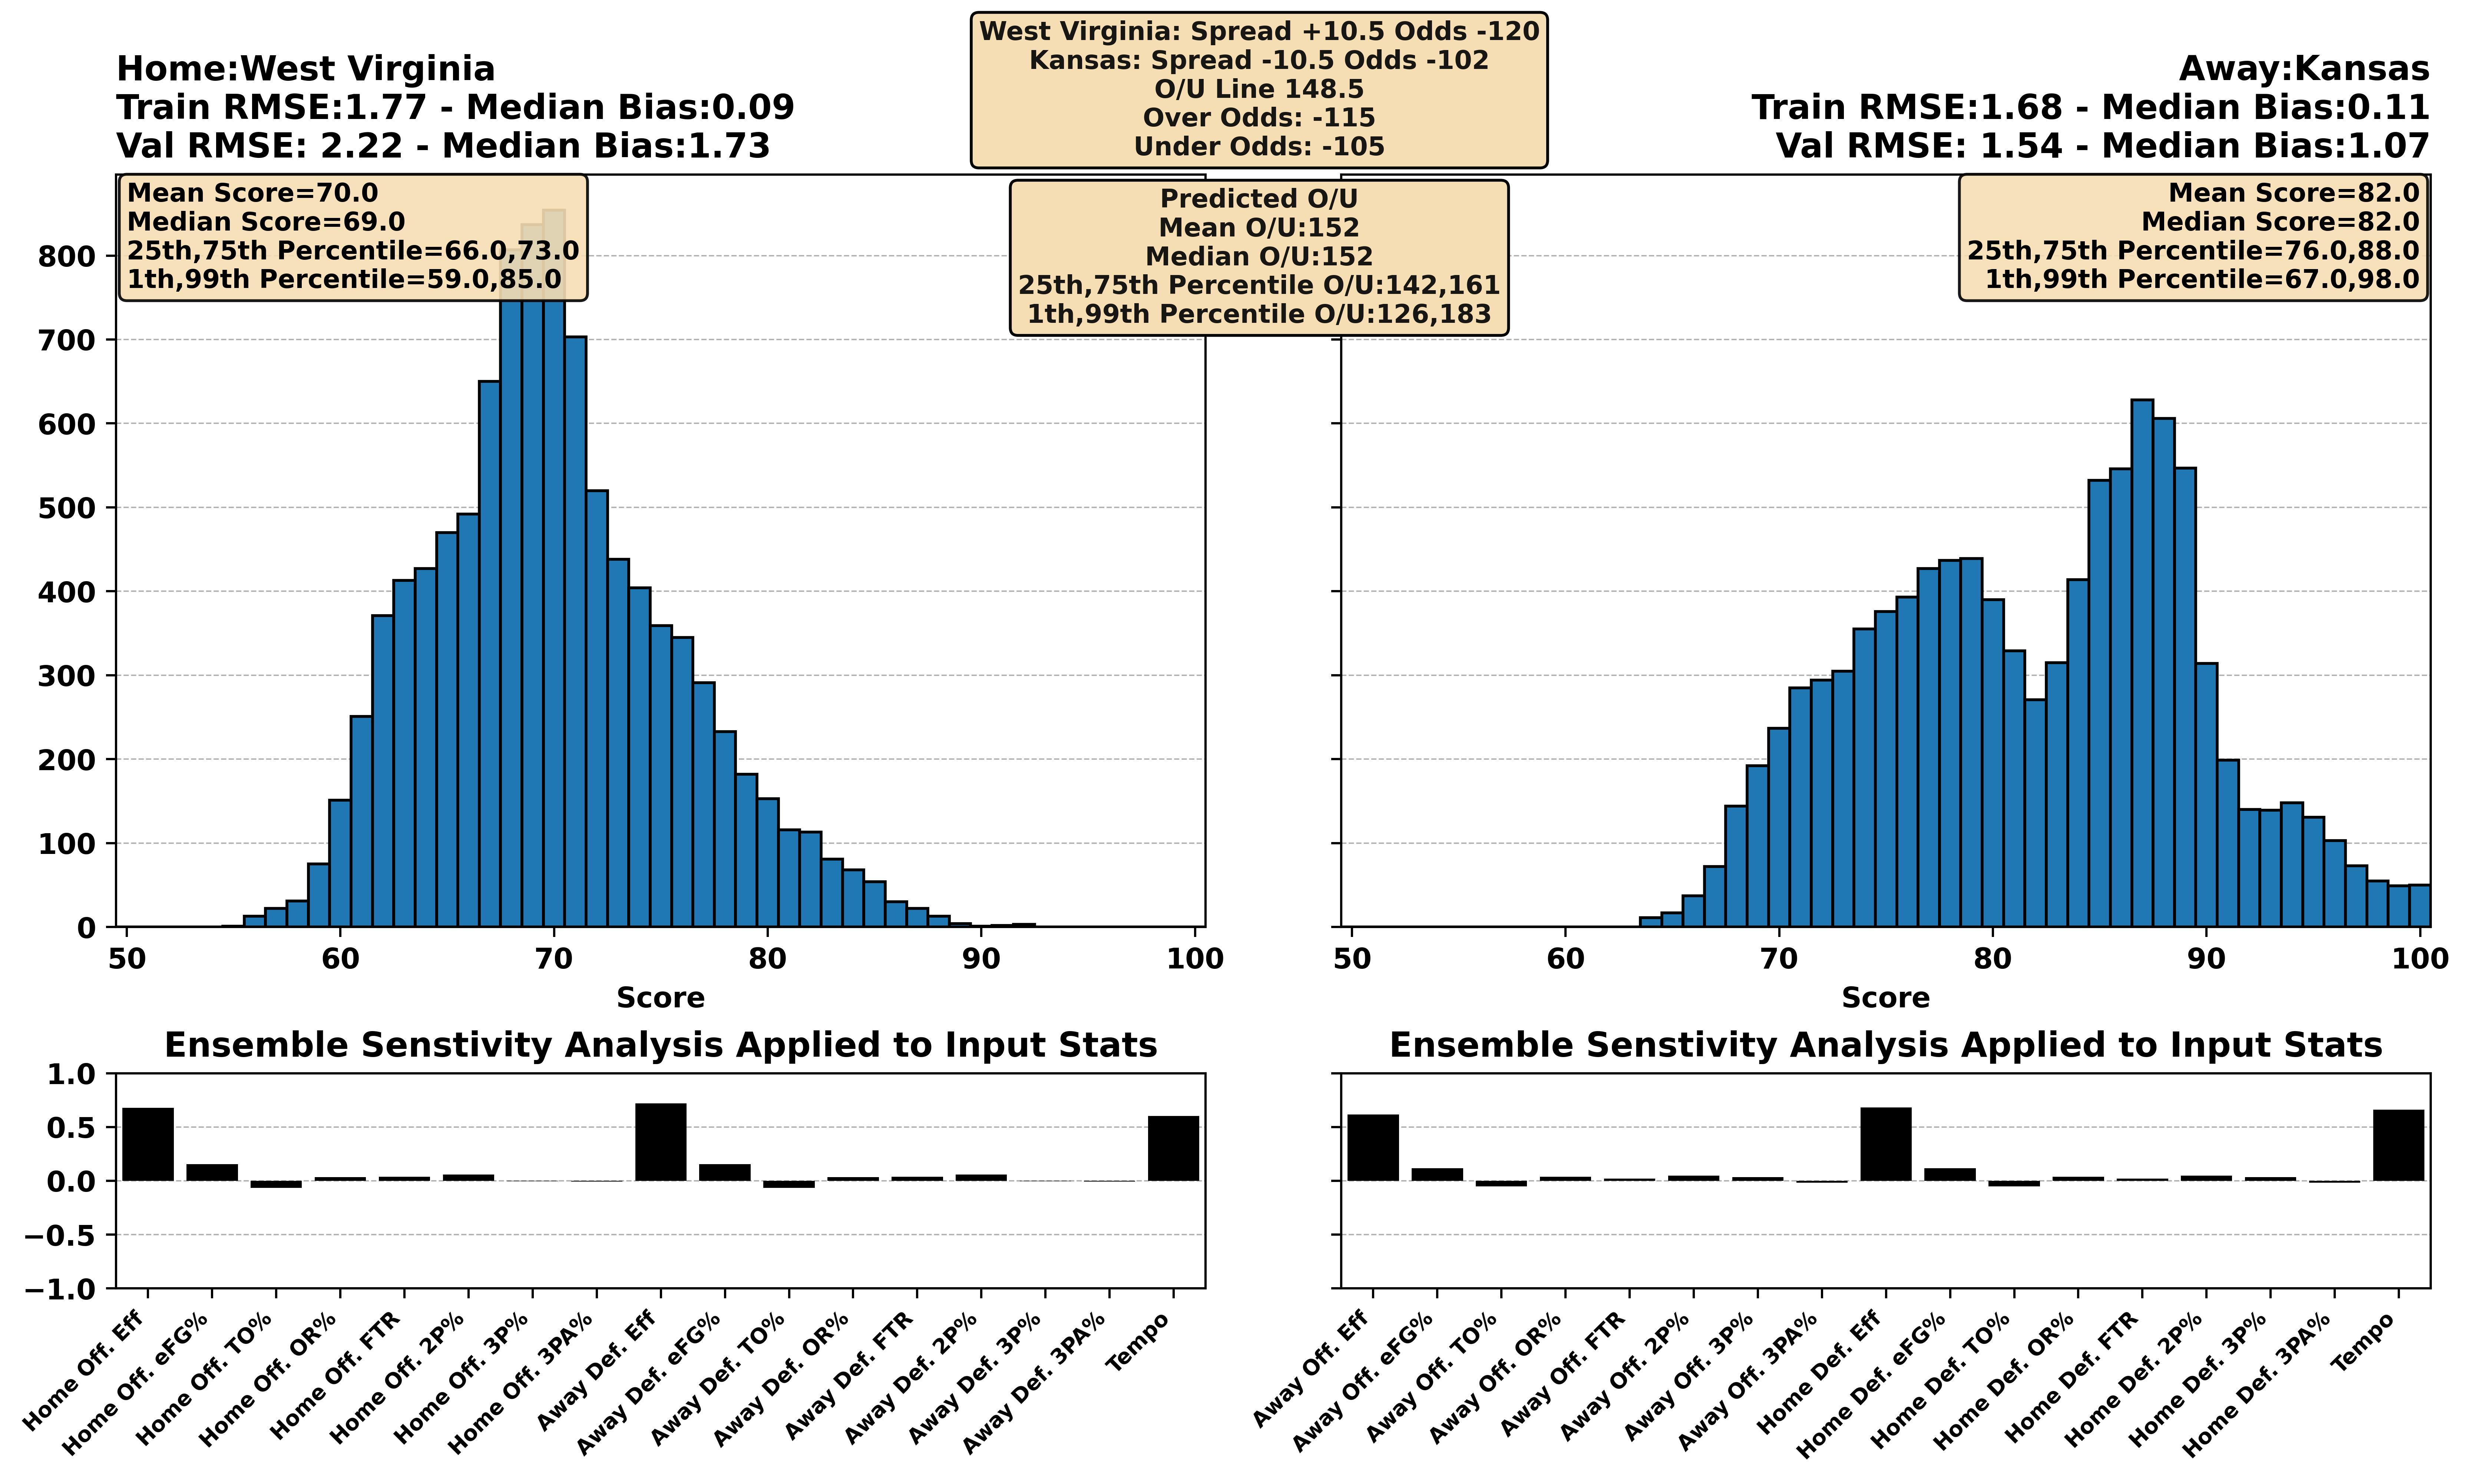 West Virginia: Spread +10.5 Odds -120
Kansas: Spread -10.5 Odds -102
O/U Line 148.5
Over Odds: -115
Under Odds: -105
Home:West Virginia
Train RMSE:1.77 - Median Bias:0.09
Val RMSE: 2.22 - Median Bias:1.73
Away:Kansas
Train RMSE:1.68 - Median Bias:0.11
Val RMSE: 1.54 - Median Bias:1.07
Mean Score=70.0
Median Score=69.0
25th,75th Percentile=66.0,73.0
1th,99th Percentile=59.0,85.0
Predicted O/U
Mean O/U:152
Median O/U:152
25th,75th Percentile O/U:142,161
1th,99th Percentile O/U:126,183
Mean Score=82.0
Median Score=82.0
25th,75th Percentile=76.0,88.0
1th,99th Percentile=67.0,98.0
800
700
600
500
400
300
200
100
0
50 60 70 80 90 100
Score
50 60 70 80 90 100
Score
Ensemble Senstivity Analysis Applied to Input Stats
1.0
0.5
0.0
−0.5
−1.0
Home Off. Eff
Home Off. eFG%
Home Off. TO%
Home Off. OR%
Home Off. FTR
Home Off. 2P%
Home Off. 3P%
Home Off. 3PA%
Away Def. Eff
Away Def. eFG%
Away Def. TO%
Away Def. OR%
Away Def. FTR
Away Def. 2P%
Away Def. 3P%
Away Def. 3PA%
Tempo
Ensemble Senstivity Analysis Applied to Input Stats
Away Off. Eff
Away Off. eFG%
Away Off. TO%
Away Off. OR%
Away Off. FTR
Away Off. 2P%
Away Off. 3P%
Away Off. 3PA%
Home Def. Eff
Home Def. eFG%
Home Def. TO%
Home Def. OR%
Home Def. FTR
Home Def. 2P%
Home Def. 3P%
Home Def. 3PA%
Tempo